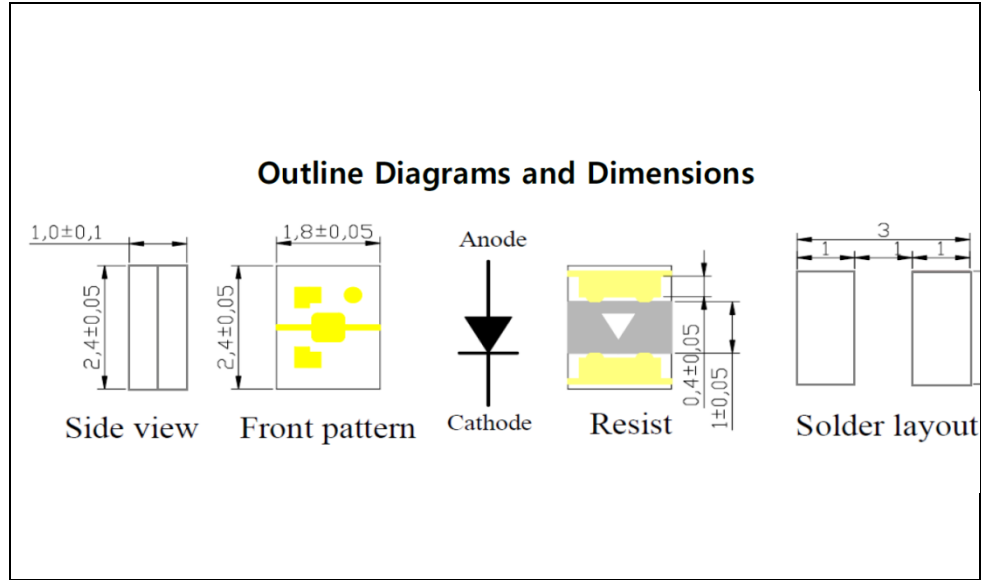 Outline Diagrams and Dimensions
1,0±0,1
2,4±0,05
Side view
1,8±0,05
2,4±0,05
Front pattern
Anode
Cathode
0,4±0,05
1±0,05
Resist
3
1 1 1
Solder layout